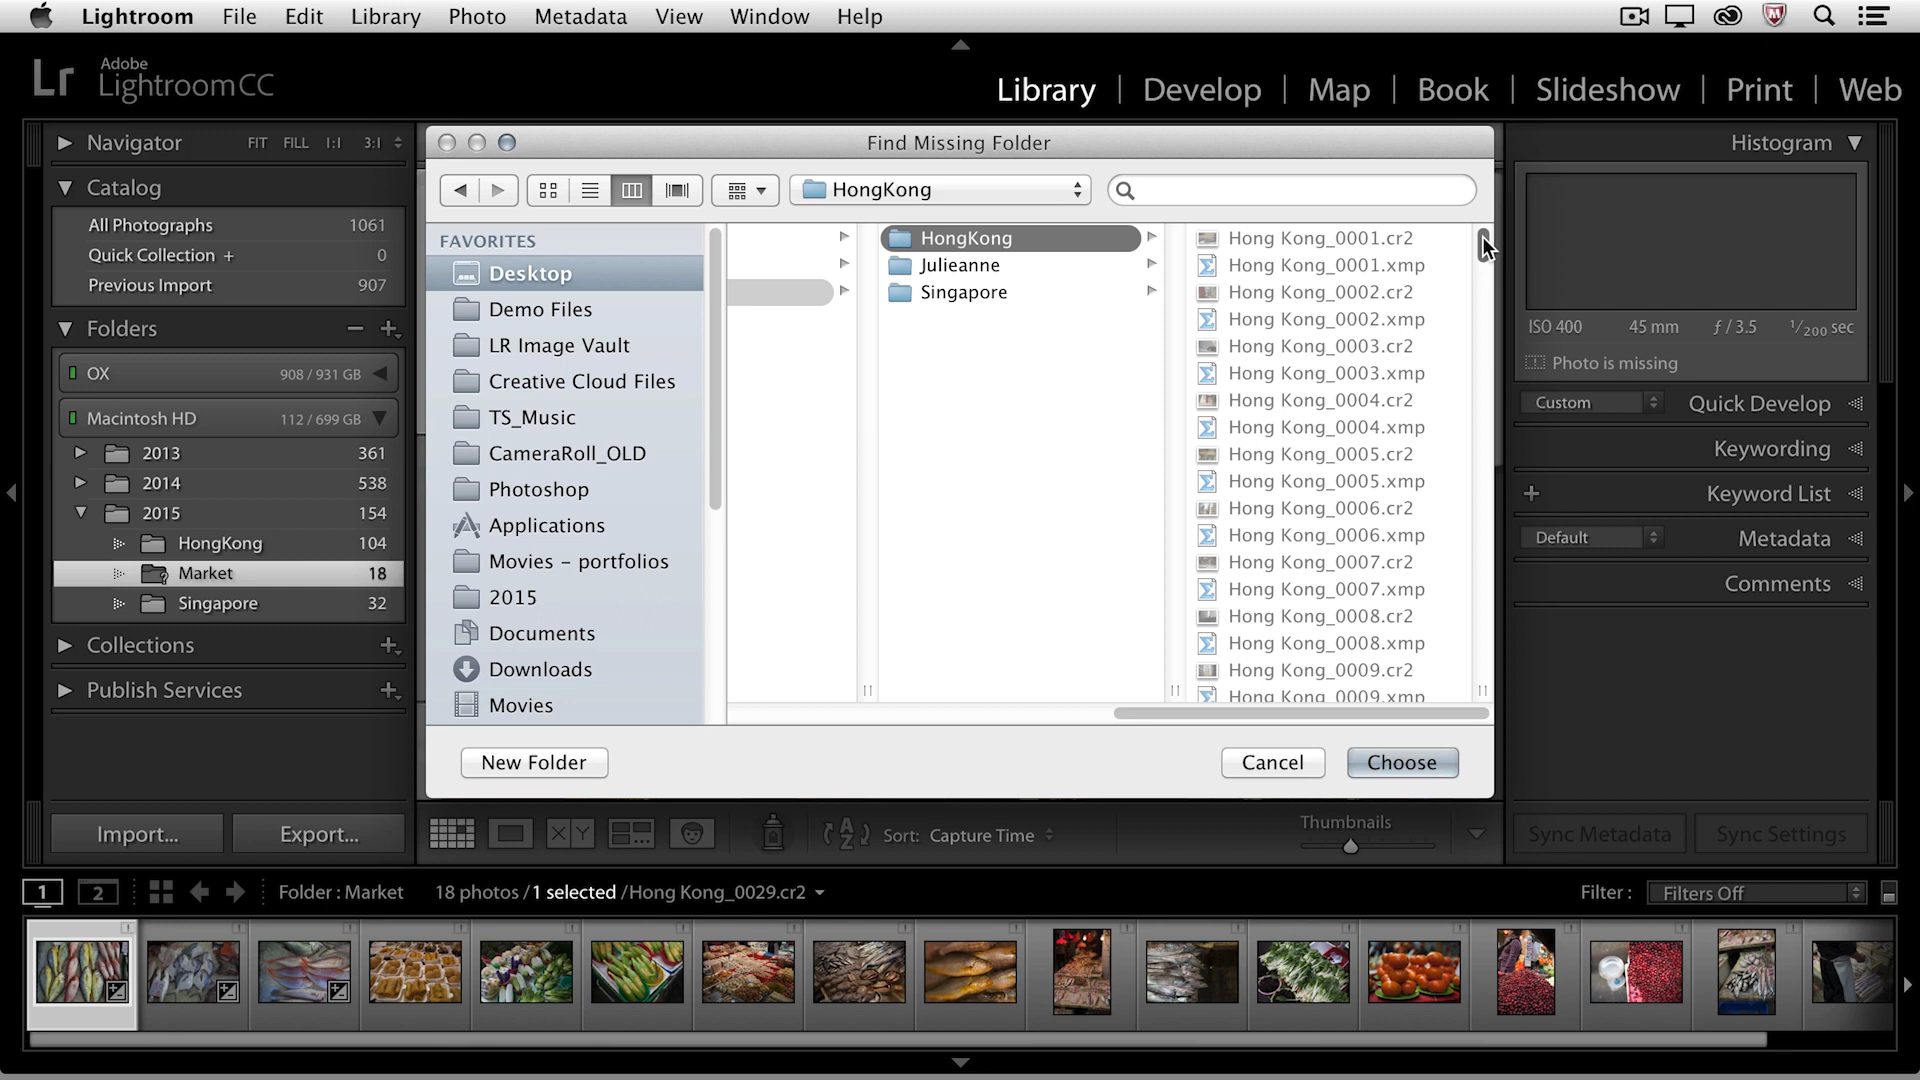 Lightroom File Edit Library Photo Metadata View Window Help
Lr Adobe Lightroom CC
Library | Develop | Map | Book | Slideshow | Print | Web
Navigator FIT FILL 1:1 3:1
Catalog
All Photographs 1061
Quick Collection + 0
Previous Import 907
Folders
OX 908 / 931 GB
Macintosh HD 112 / 699 GB
2013 361
2014 538
2015 154
HongKong 104
Market 18
Singapore 32
Collections
Publish Services
Import... Export...
Find Missing Folder
HongKong
FAVORITES
Desktop
Demo Files
LR Image Vault
Creative Cloud Files
TS_Music
CameraRoll_OLD
Photoshop
Applications
Movies – portfolios
2015
Documents
Downloads
Movies
HongKong
Julieanne
Singapore
Hong Kong_0001.cr2
Hong Kong_0001.xmp
Hong Kong_0002.cr2
Hong Kong_0002.xmp
Hong Kong_0003.cr2
Hong Kong_0003.xmp
Hong Kong_0004.cr2
Hong Kong_0004.xmp
Hong Kong_0005.cr2
Hong Kong_0005.xmp
Hong Kong_0006.cr2
Hong Kong_0006.xmp
Hong Kong_0007.cr2
Hong Kong_0007.xmp
Hong Kong_0008.cr2
Hong Kong_0008.xmp
Hong Kong_0009.cr2
Hong Kong_0009.xmp
New Folder Cancel Choose
Histogram
ISO 400 45 mm ƒ / 3.5 1/200 sec
Photo is missing
Custom Quick Develop
Keywording
Keyword List
Default Metadata
Comments
Sync Metadata Sync Settings
X Y Sort: Capture Time Thumbnails
1 2 Folder : Market 18 photos / 1 selected / Hong Kong_0029.cr2 Filter : Filters Off